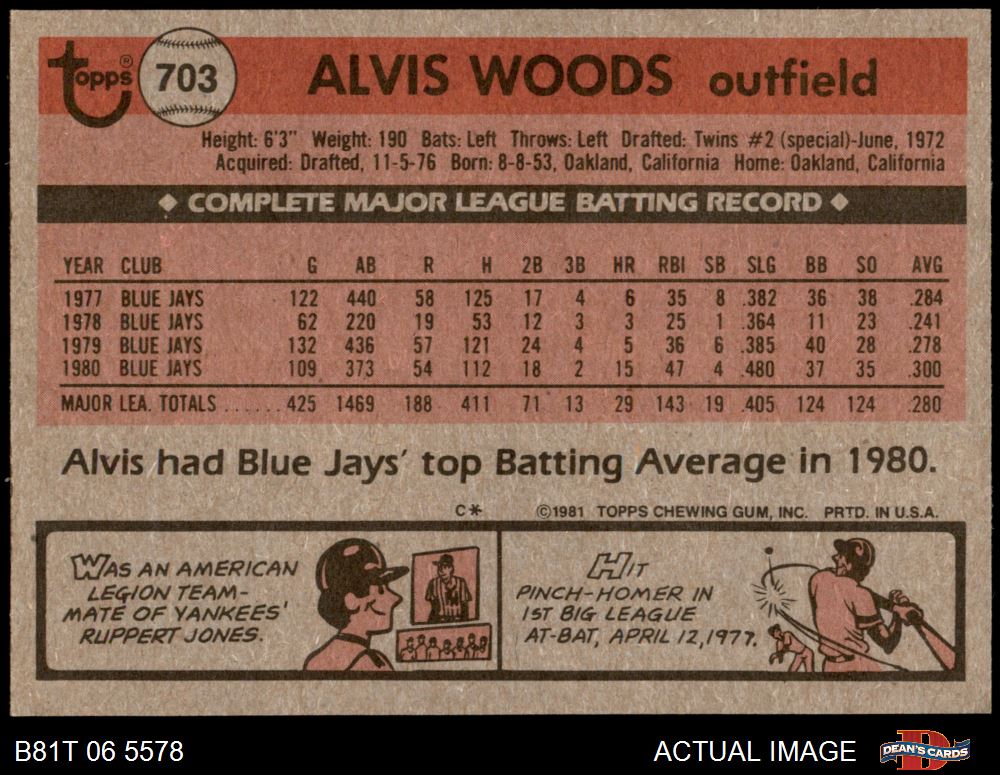 topps® 703 ALVIS WOODS outfield
Height: 6'3" Weight: 190 Bats: Left Throws: Left Drafted: Twins #2 (special)-June, 1972
Acquired: Drafted, 11-5-76 Born: 8-8-53, Oakland, California Home: Oakland, California
◆ COMPLETE MAJOR LEAGUE BATTING RECORD ◆
YEAR CLUB G AB R H 2B 3B HR RBI SB SLG BB SO AVG
1977 BLUE JAYS 122 440 58 125 17 4 6 35 8 .382 36 38 .284
1978 BLUE JAYS 62 220 19 53 12 3 3 25 1 .364 11 23 .241
1979 BLUE JAYS 132 436 57 121 24 4 5 36 6 .385 40 28 .278
1980 BLUE JAYS 109 373 54 112 18 2 15 47 4 .480 37 35 .300
MAJOR LEA. TOTALS ......425 1469 188 411 71 13 29 143 19 .405 124 124 .280
Alvis had Blue Jays' top Batting Average in 1980.
C* ©1981 TOPPS CHEWING GUM, INC. PRTD. IN U.S.A.
WAS AN AMERICAN
LEGION TEAM-
MATE OF YANKEES'
RUPPERT JONES.
HIT
PINCH-HOMER IN
1ST BIG LEAGUE
AT-BAT, APRIL 12, 1977.
B81T 06 5578 ACTUAL IMAGE D DEAN'S CARDS